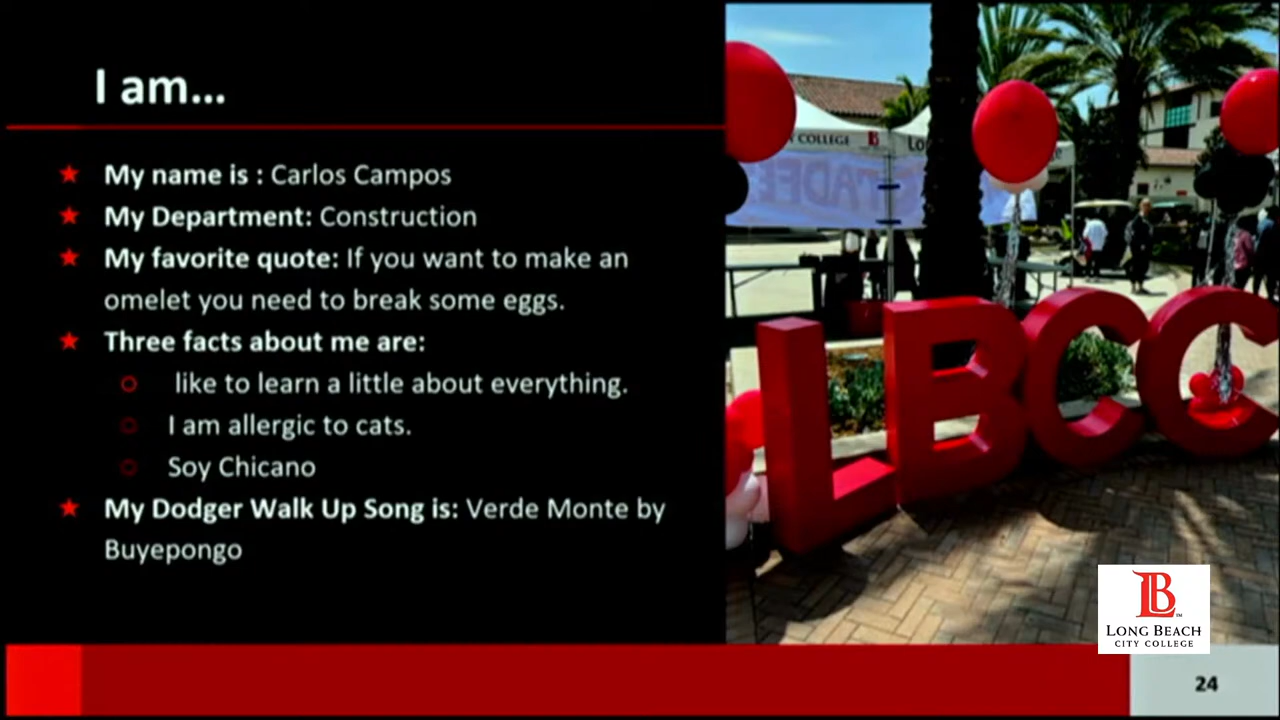 I am...
My name is : Carlos Campos
My Department: Construction
My favorite quote: If you want to make an
omelet you need to break some eggs.
Three facts about me are:
like to learn a little about everything.
I am allergic to cats.
Soy Chicano
My Dodger Walk Up Song is: Verde Monte by
Buyepongo
COLLEGE
LBCC
LB
LONG BEACH
CITY COLLEGE
24